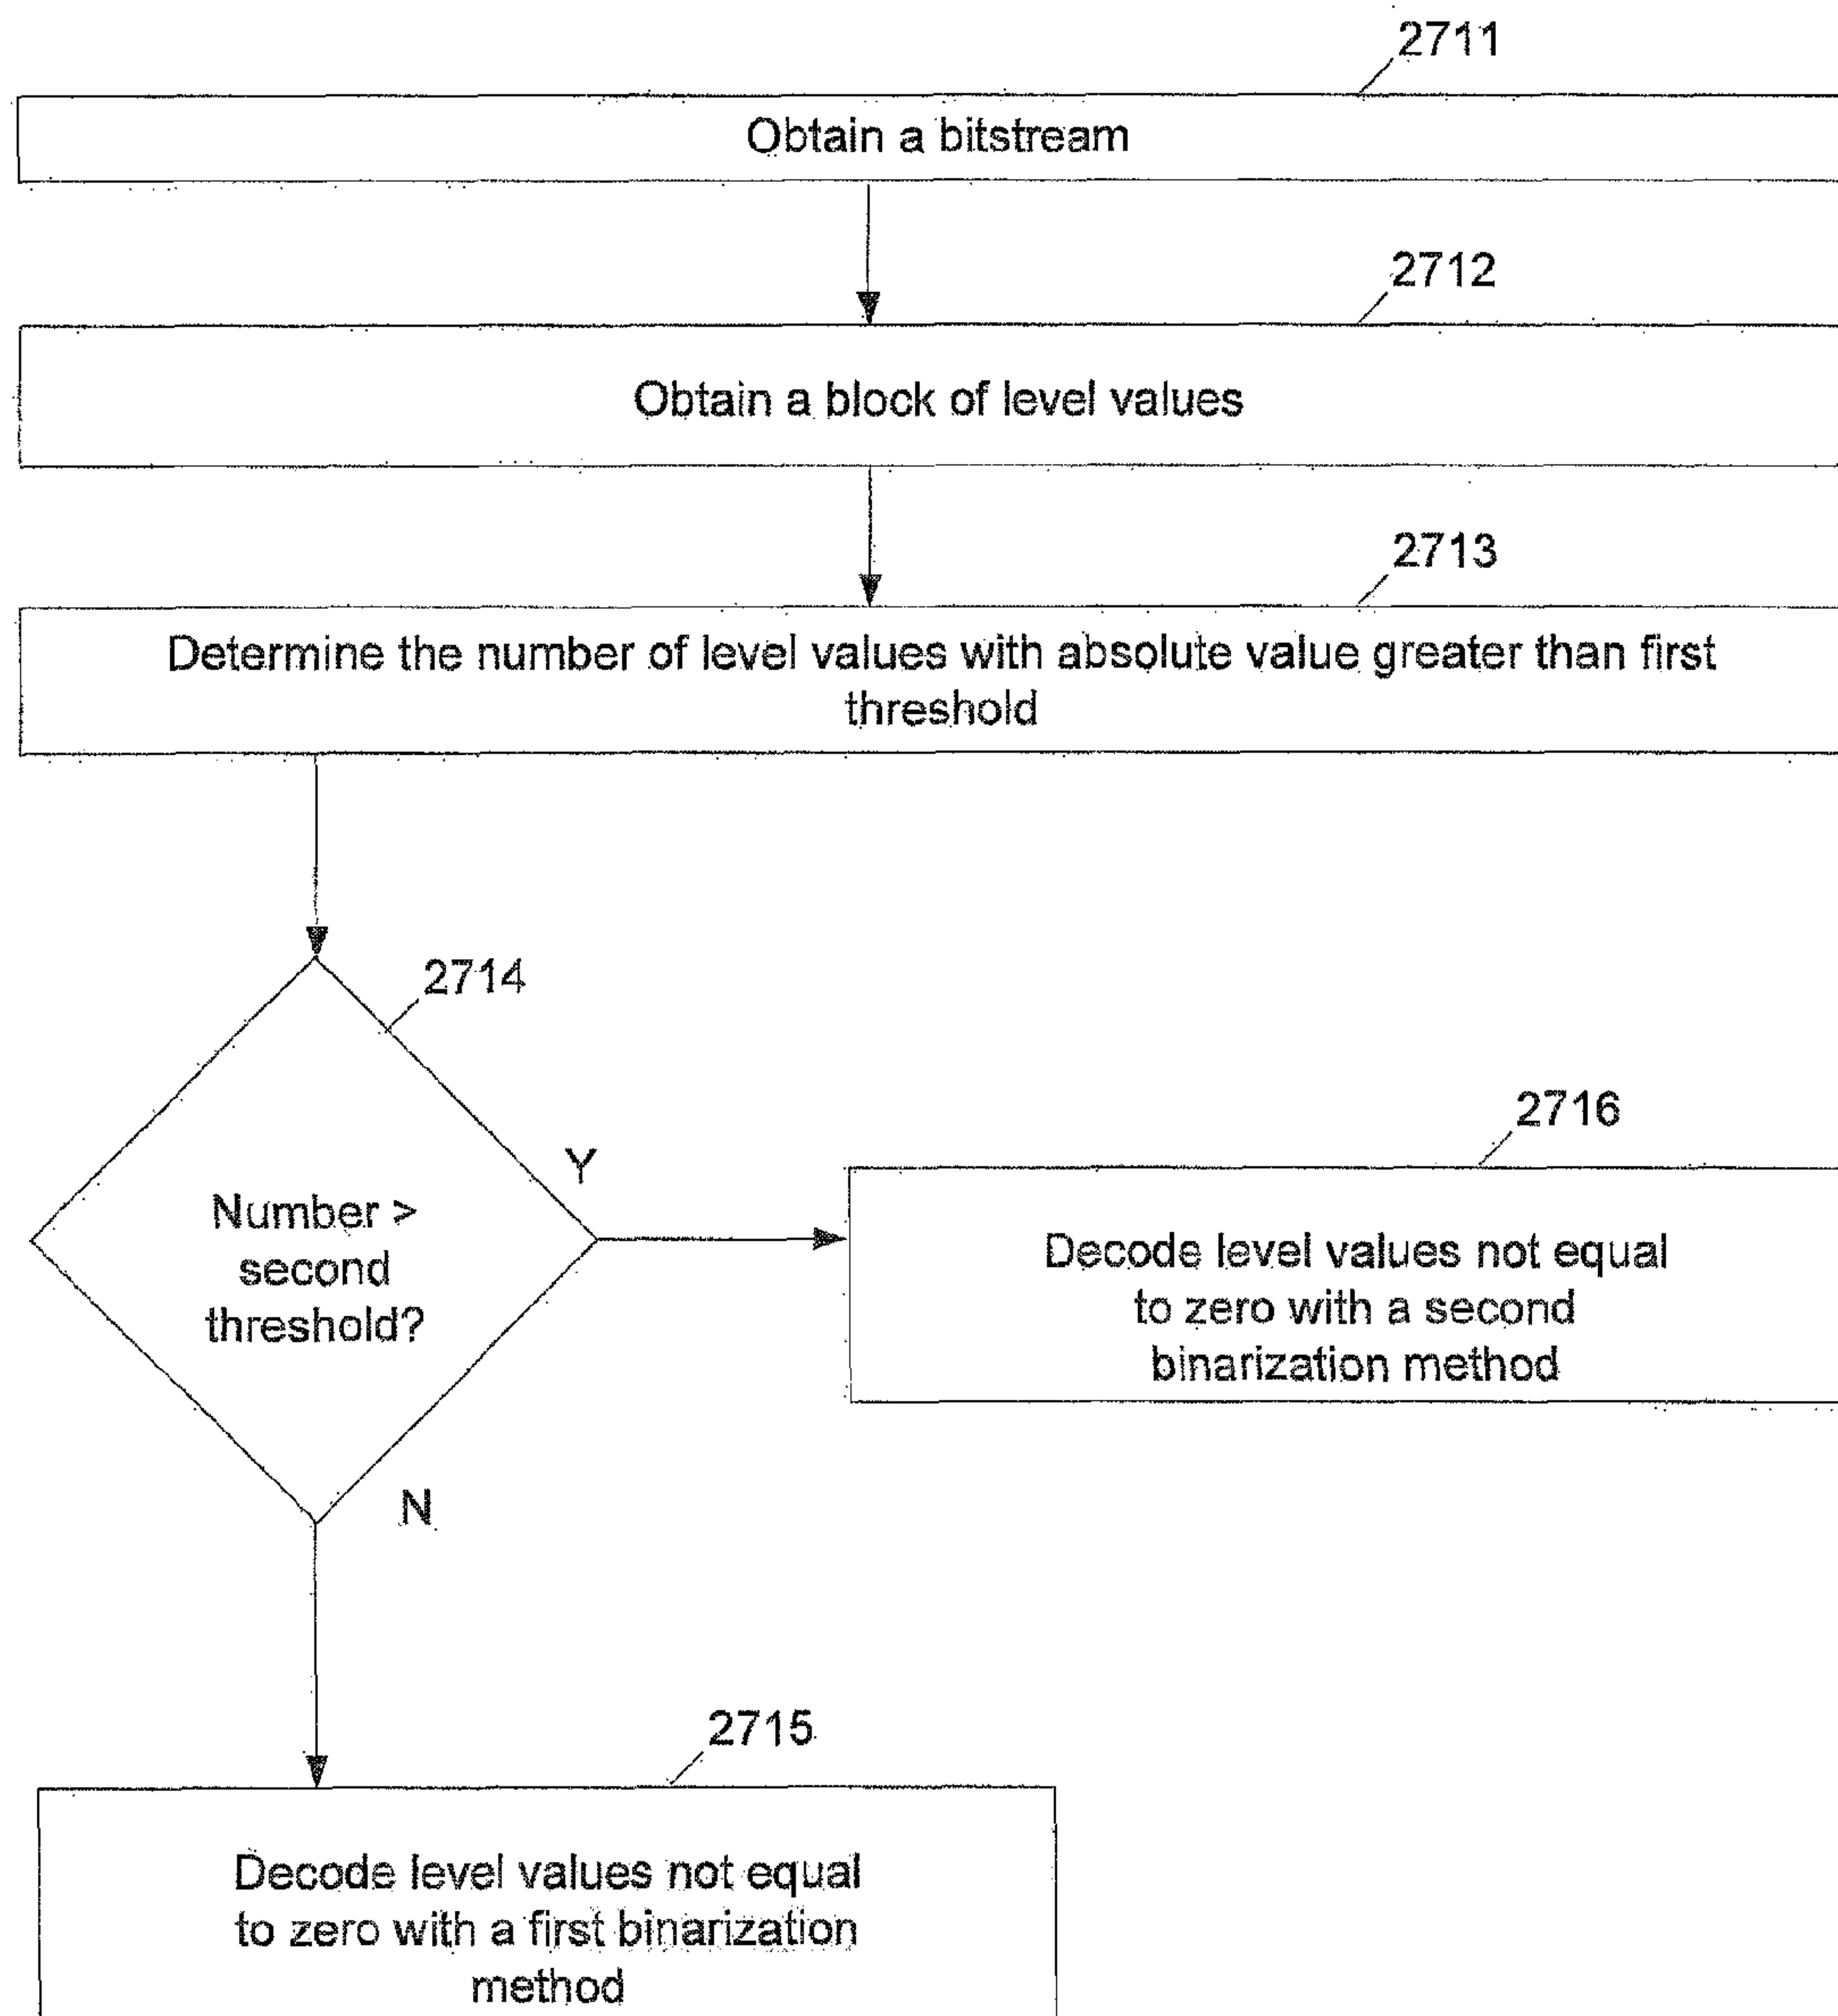 2711
Obtain a bitstream
2712
Obtain a block of level values
2713
Determine the number of level values with absolute value greater than first
threshold
2714
Number >
second
threshold?
Y
N
2716
Decode level values not equal
to zero with a second
binarization method
2715
Decode level values not equal
to zero with a first binarization
method